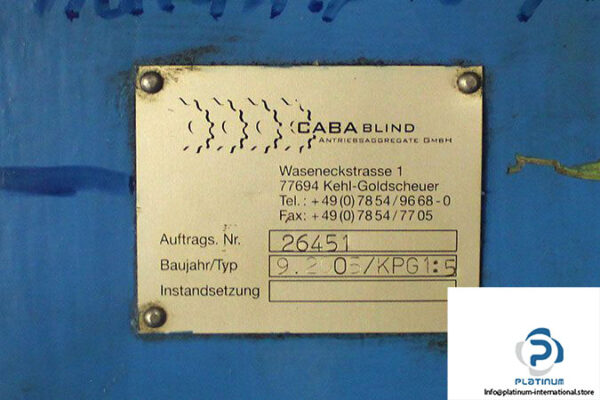 CABA BLIND
ANTRIEBSAGGREGATE GMBH
Waseneckstrasse 1
77694 Kehl-Goldscheuer
Tel.: +49(0)7854/9668-0
Fax: +49(0)7854/7705
Auftrags. Nr. 26451
Baujahr/Typ 9.2005/KPG1:5
Instandsetzung
PLATINUM
Info@platinum-international.store